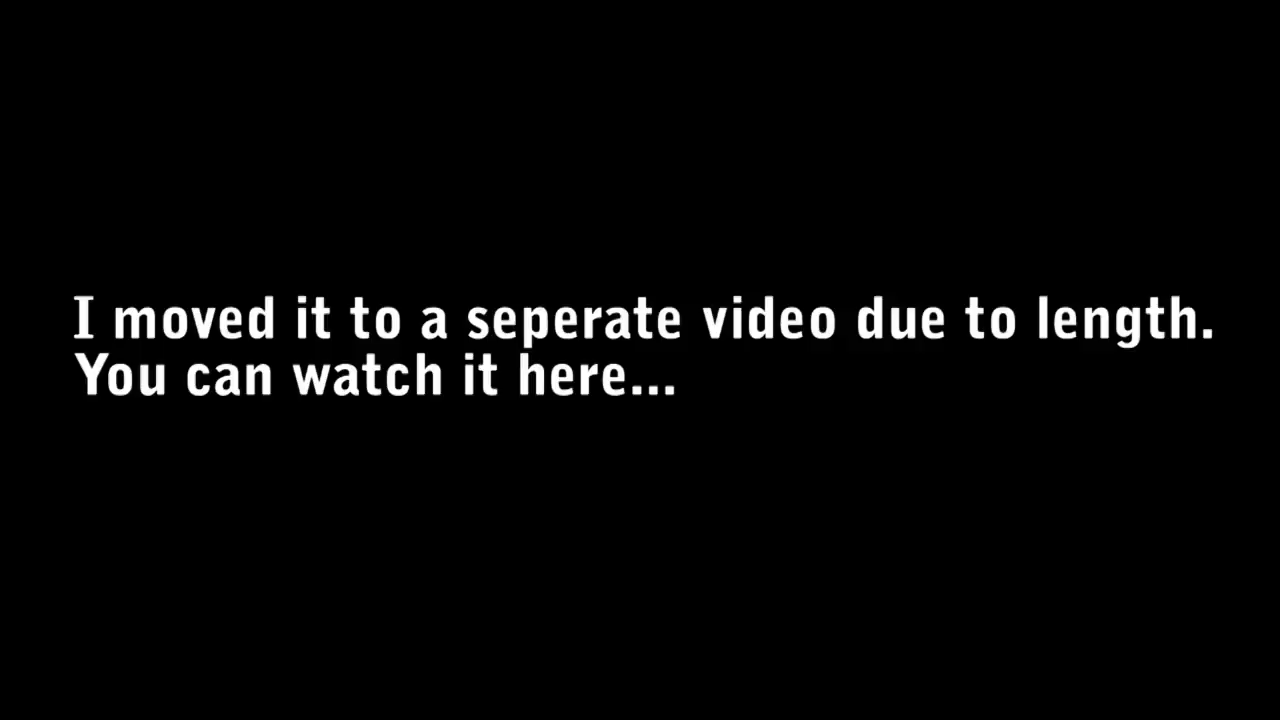 I moved it to a seperate video due to length.
You can watch it here...